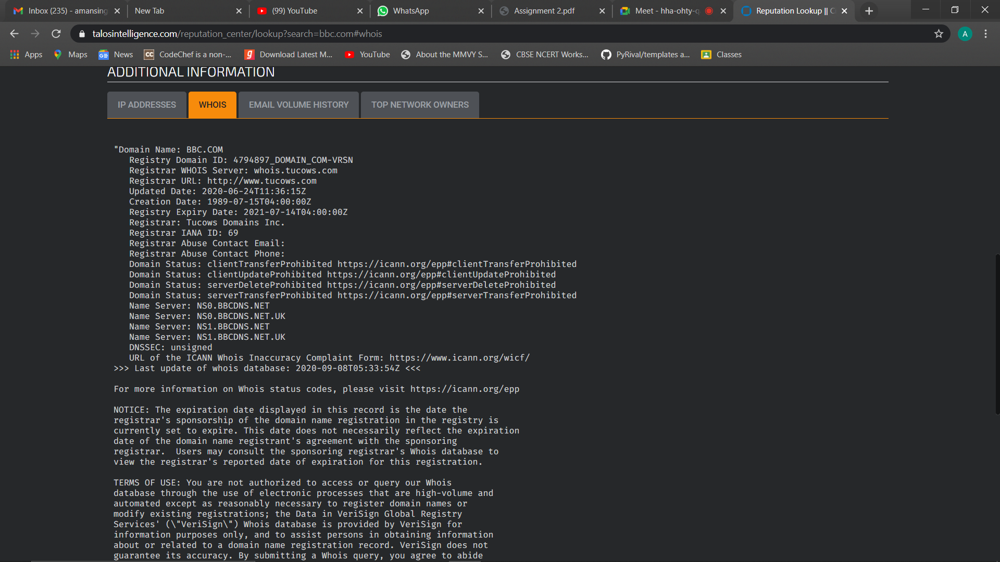 Inbox (235) - amansing
New Tab
(99) YouTube
WhatsApp
Assignment 2.pdf
Meet - hha-ohty-q
Reputation Lookup || C
talosintelligence.com/reputation_center/lookup?search=bbc.com#whois
A
Apps
Maps
News
CodeChef is a non-...
Download Latest M...
YouTube
About the MMVY S...
CBSE NCERT Works...
PyRival/templates a...
Classes
ADDITIONAL INFORMATION
IP ADDRESSES
WHOIS
EMAIL VOLUME HISTORY
TOP NETWORK OWNERS
"Domain Name: BBC.COM
Registry Domain ID: 4794897_DOMAIN_COM-VRSN
Registrar WHOIS Server: whois.tucows.com
Registrar URL: http://www.tucows.com
Updated Date: 2020-06-24T11:36:15Z
Creation Date: 1989-07-15T04:00:00Z
Registry Expiry Date: 2021-07-14T04:00:00Z
Registrar: Tucows Domains Inc.
Registrar IANA ID: 69
Registrar Abuse Contact Email:
Registrar Abuse Contact Phone:
Domain Status: clientTransferProhibited https://icann.org/epp#clientTransferProhibited
Domain Status: clientUpdateProhibited https://icann.org/epp#clientUpdateProhibited
Domain Status: serverDeleteProhibited https://icann.org/epp#serverDeleteProhibited
Domain Status: serverTransferProhibited https://icann.org/epp#serverTransferProhibited
Name Server: NS0.BBCDNS.NET
Name Server: NS0.BBCDNS.NET.UK
Name Server: NS1.BBCDNS.NET
Name Server: NS1.BBCDNS.NET.UK
DNSSEC: unsigned
URL of the ICANN Whois Inaccuracy Complaint Form: https://www.icann.org/wicf/
>>> Last update of whois database: 2020-09-08T05:33:54Z <<<
For more information on Whois status codes, please visit https://icann.org/epp
NOTICE: The expiration date displayed in this record is the date the
registrar's sponsorship of the domain name registration in the registry is
currently set to expire. This date does not necessarily reflect the expiration
date of the domain name registrant's agreement with the sponsoring
registrar.  Users may consult the sponsoring registrar's Whois database to
view the registrar's reported date of expiration for this registration.
TERMS OF USE: You are not authorized to access or query our Whois
database through the use of electronic processes that are high-volume and
automated except as reasonably necessary to register domain names or
modify existing registrations; the Data in VeriSign Global Registry
Services' (\"VeriSign\") Whois database is provided by VeriSign for
information purposes only, and to assist persons in obtaining information
about or related to a domain name registration record. VeriSign does not
guarantee its accuracy. By submitting a Whois query, you agree to abide